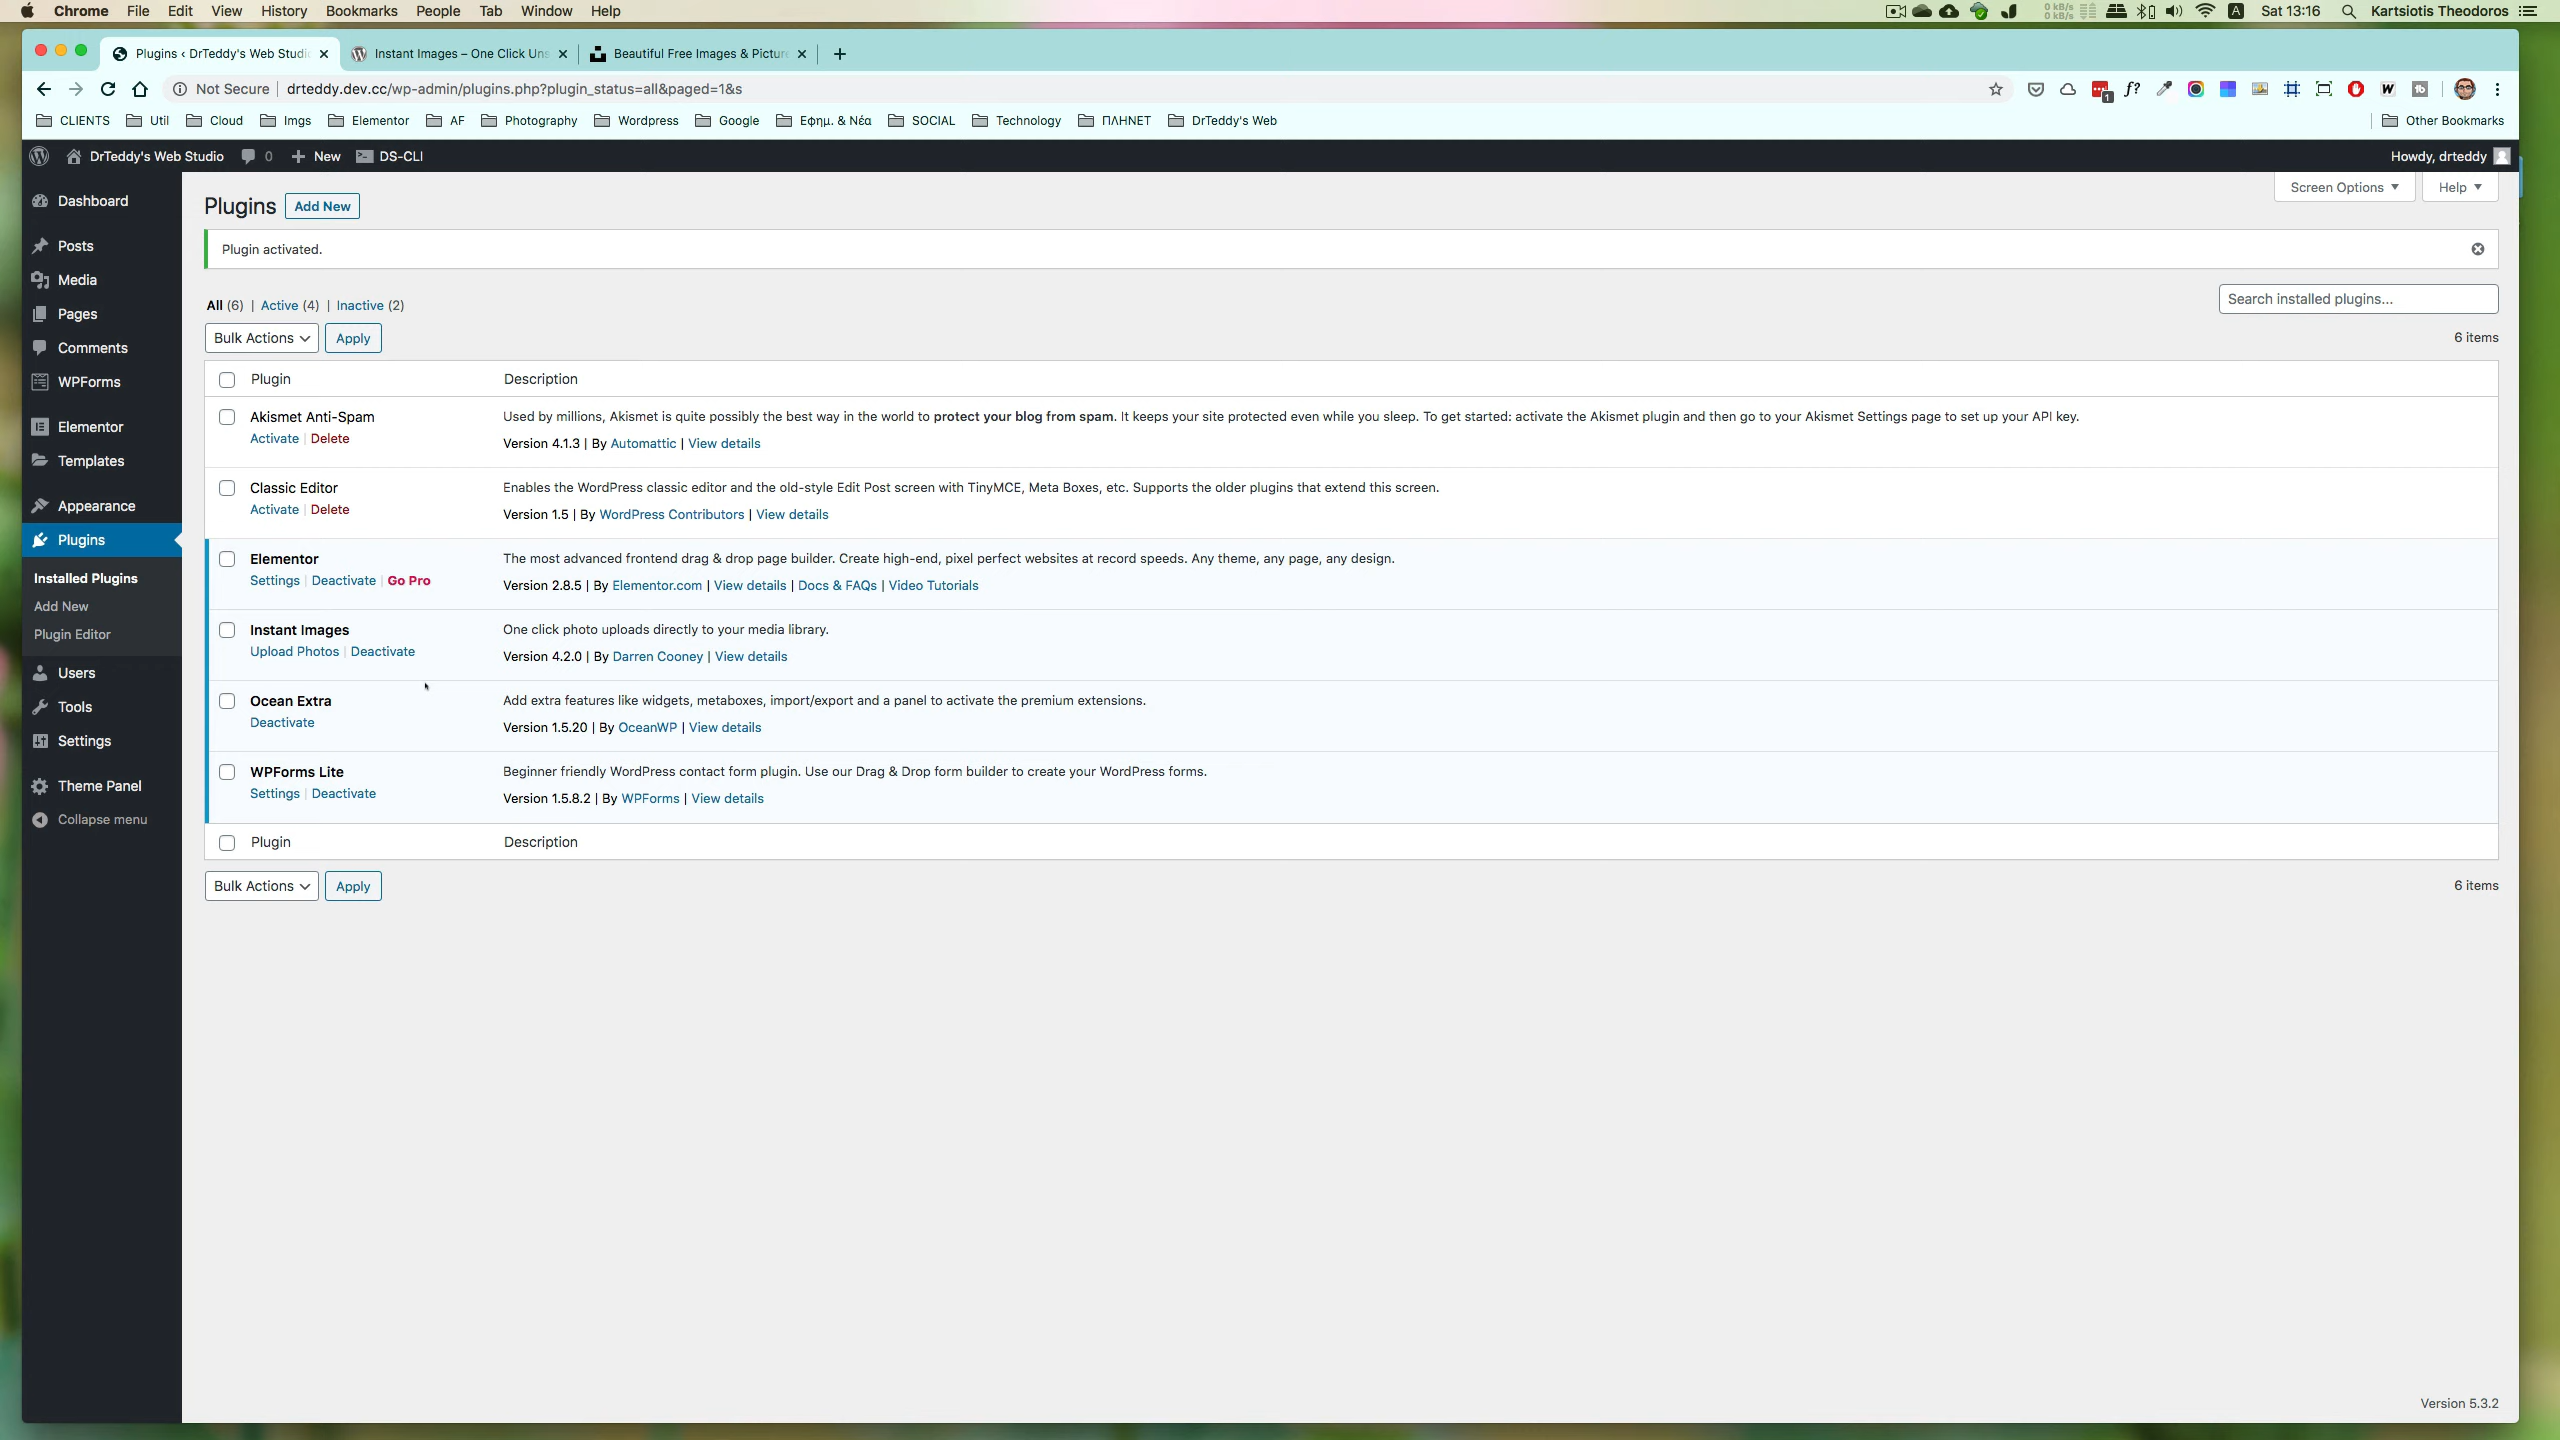 Chrome File Edit View History Bookmarks People Tab Window Help
0 kB/s
0 kB/s
A Sat 13:16 Kartsiotis Theodoros
Plugins ‹ DrTeddy's Web Studi
Instant Images – One Click Uns
Beautiful Free Images & Picture
Not Secure drteddy.dev.cc/wp-admin/plugins.php?plugin_status=all&paged=1&s
CLIENTS Util Cloud Imgs Elementor AF Photography Wordpress Google Εφημ. & Νέα SOCIAL Technology ΠΛΗΝΕΤ DrTeddy's Web Other Bookmarks
DrTeddy's Web Studio 0 New DS-CLI Howdy, drteddy
Screen Options Help
Dashboard
Posts
Media
Pages
Comments
WPForms
Elementor
Templates
Appearance
Plugins
Installed Plugins
Add New
Plugin Editor
Users
Tools
Settings
Theme Panel
Collapse menu
Plugins Add New
Plugin activated.
All (6) | Active (4) | Inactive (2)
Search installed plugins...
Bulk Actions Apply
6 items
Plugin Description
Akismet Anti-Spam
Activate | Delete
Used by millions, Akismet is quite possibly the best way in the world to protect your blog from spam. It keeps your site protected even while you sleep. To get started: activate the Akismet plugin and then go to your Akismet Settings page to set up your API key.
Version 4.1.3 | By Automattic | View details
Classic Editor
Activate | Delete
Enables the WordPress classic editor and the old-style Edit Post screen with TinyMCE, Meta Boxes, etc. Supports the older plugins that extend this screen.
Version 1.5 | By WordPress Contributors | View details
Elementor
Settings | Deactivate | Go Pro
The most advanced frontend drag & drop page builder. Create high-end, pixel perfect websites at record speeds. Any theme, any page, any design.
Version 2.8.5 | By Elementor.com | View details | Docs & FAQs | Video Tutorials
Instant Images
Upload Photos | Deactivate
One click photo uploads directly to your media library.
Version 4.2.0 | By Darren Cooney | View details
Ocean Extra
Deactivate
Add extra features like widgets, metaboxes, import/export and a panel to activate the premium extensions.
Version 1.5.20 | By OceanWP | View details
WPForms Lite
Settings | Deactivate
Beginner friendly WordPress contact form plugin. Use our Drag & Drop form builder to create your WordPress forms.
Version 1.5.8.2 | By WPForms | View details
Plugin Description
Bulk Actions Apply
6 items
Version 5.3.2